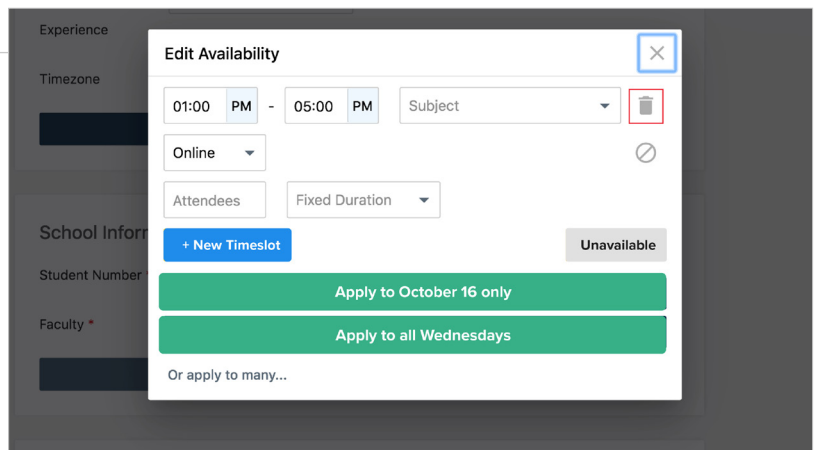 Experience
Edit Availability
Timezone
01:00 PM - 05:00 PM Subject
Online
Attendees Fixed Duration
School Inforr
+ New Timeslot Unavailable
Student Number
Apply to October 16 only
Faculty *
Apply to all Wednesdays
Or apply to many...